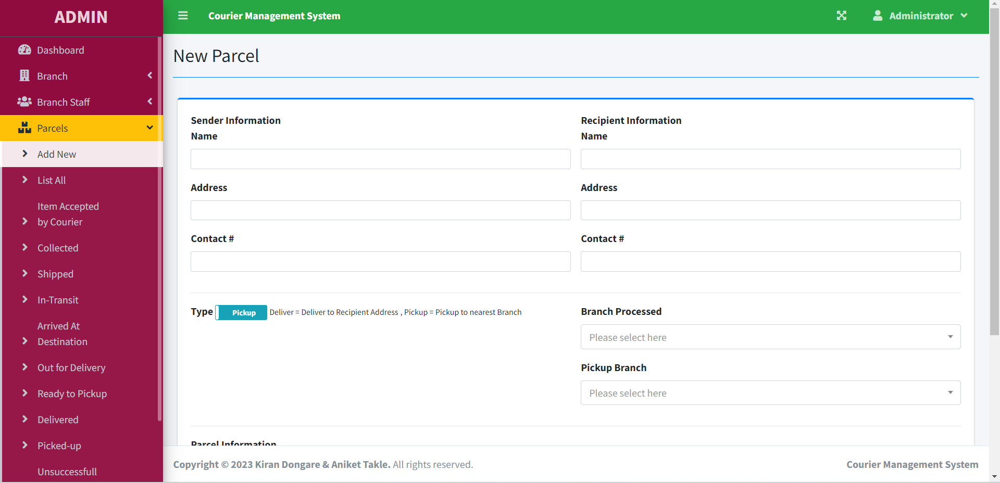 ADMIN
Courier Management System
Administrator
Dashboard
Branch
Branch Staff
Parcels
Add New
List All
Item Accepted
by Courier
Collected
Shipped
In-Transit
Arrived At
Destination
Out for Delivery
Ready to Pickup
Delivered
Picked-up
Unsuccessfull
New Parcel
Sender Information
Name
Address
Contact #
Recipient Information
Name
Address
Contact #
Type Pickup Deliver = Deliver to Recipient Address , Pickup = Pickup to nearest Branch
Branch Processed
Please select here
Pickup Branch
Please select here
Parcel Information
Copyright © 2023 Kiran Dongare & Aniket Takle. All rights reserved.
Courier Management System